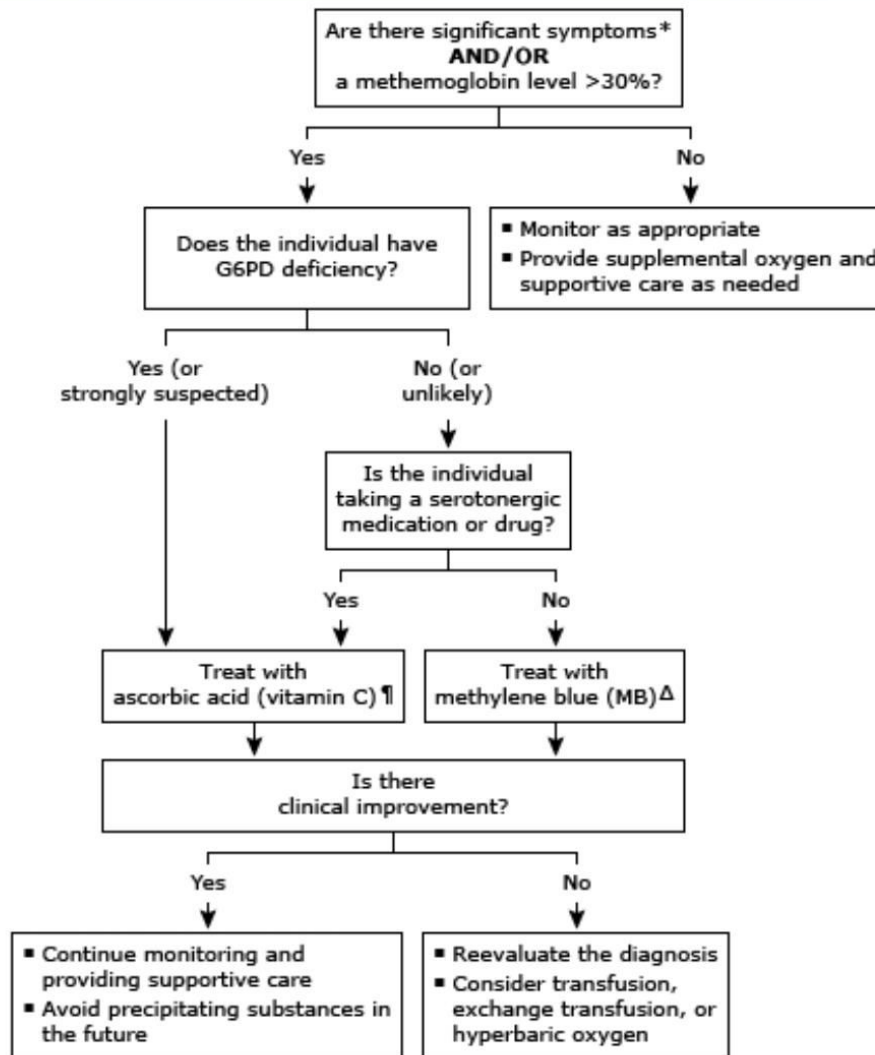 Are there significant symptoms*
AND/OR
a methemoglobin level >30%?
Yes
No
Does the individual have
G6PD deficiency?
▪ Monitor as appropriate
▪ Provide supplemental oxygen and
supportive care as needed
Yes (or
strongly suspected)
No (or
unlikely)
Is the individual
taking a serotonergic
medication or drug?
Yes
No
Treat with
ascorbic acid (vitamin C)¶
Treat with
methylene blue (MB)Δ
Is there
clinical improvement?
Yes
No
▪ Continue monitoring and
providing supportive care
▪ Avoid precipitating substances in
the future
▪ Reevaluate the diagnosis
▪ Consider transfusion,
exchange transfusion, or
hyperbaric oxygen